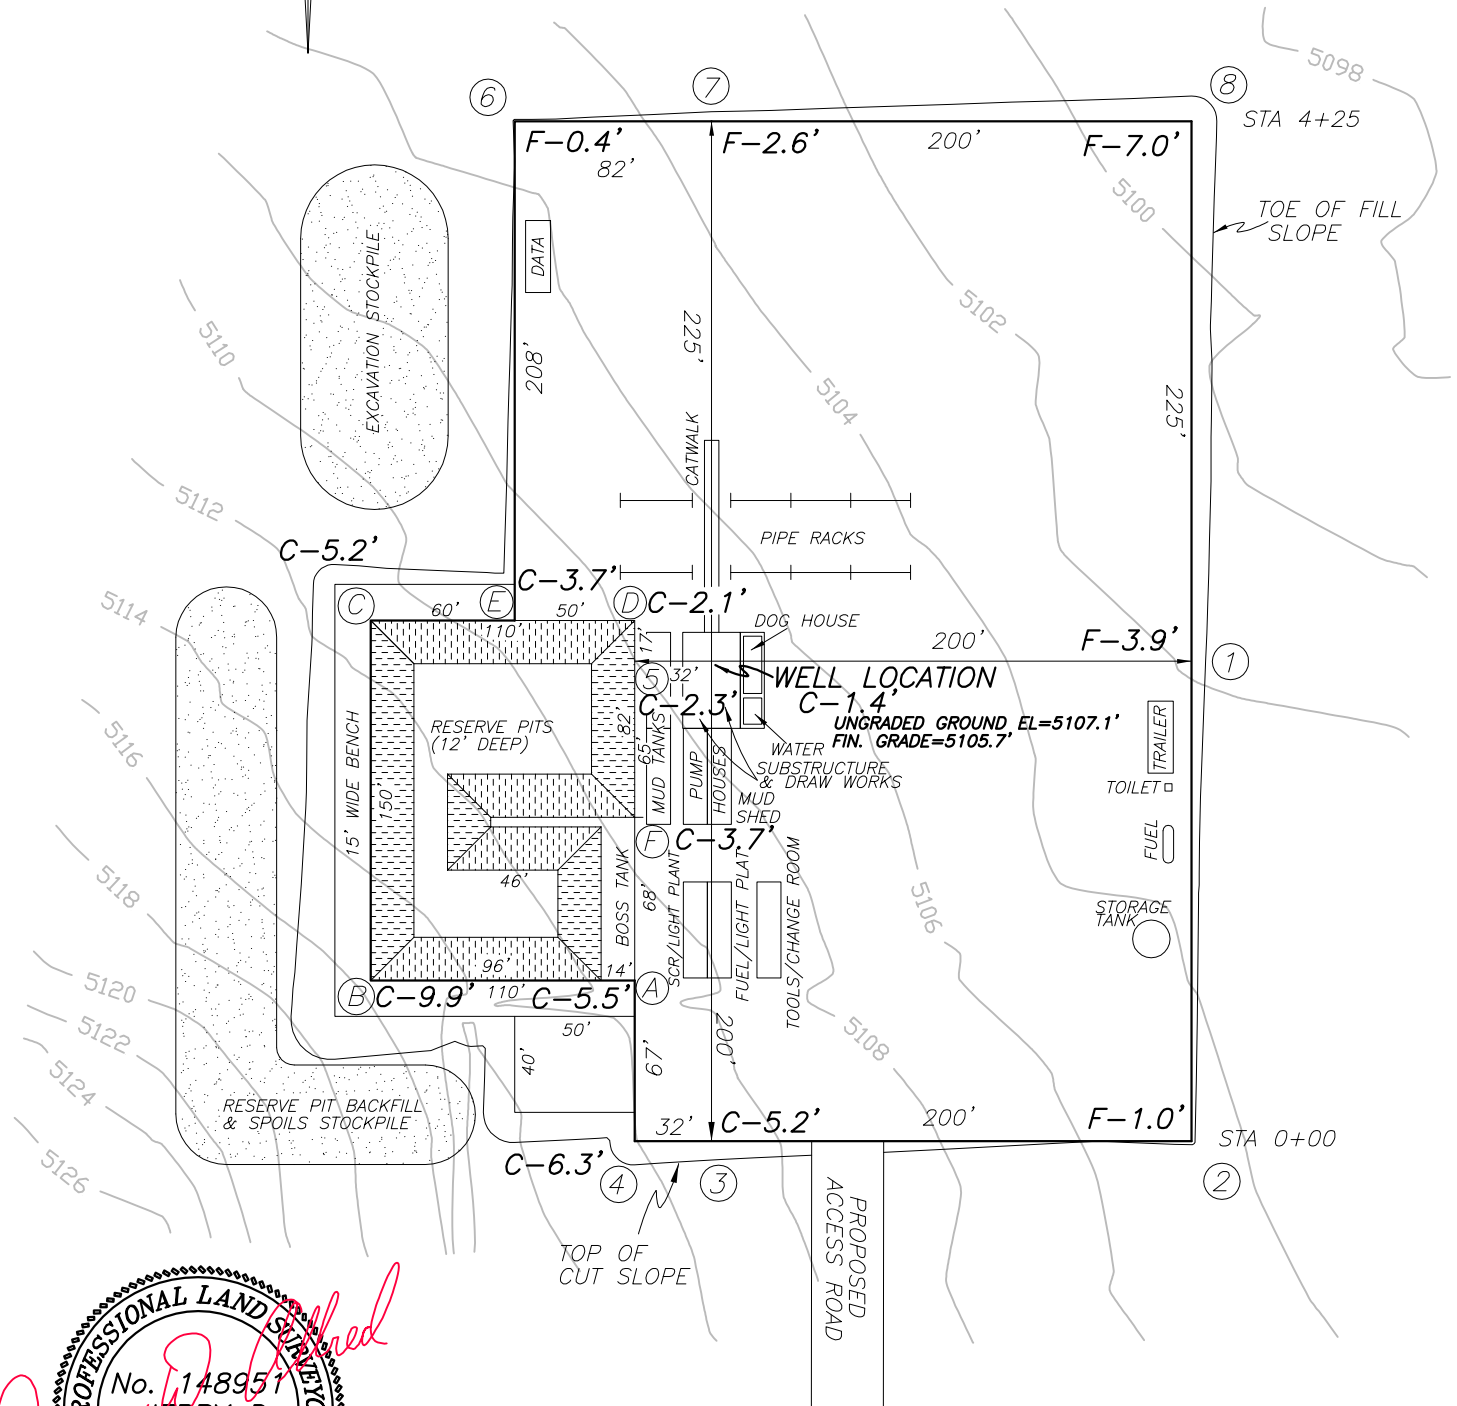 6
7
8
STA 4+25
5098
F-0.4'
82'
F-2.6'
200'
F-7.0'
5100
TOE OF FILL
SLOPE
DATA
EXCAVATION STOCKPILE
208'
225'
5102
5110
5104
225'
CATWALK
5112
PIPE RACKS
C-5.2'
C-3.7'
C
E
D
C-2.1'
60'
50'
110'
5114
DOG HOUSE
17'
200'
F-3.9'
1
5
32'
WELL LOCATION
C-2.3'
C-1.4'
UNGRADED GROUND EL=5107.1'
FIN. GRADE=5105.7'
RESERVE PITS
(12' DEEP)
82'
65'
MUD TANKS
PUMP
HOUSES
WATER
SUBSTRUCTURE
& DRAW WORKS
MUD
SHED
TRAILER
TOILET
FUEL
5116
15' WIDE BENCH
150'
F
C-3.7'
46'
BOSS TANK
68'
SCR/LIGHT PLANT
FUEL/LIGHT PLAT
TOOLS/CHANGE ROOM
5118
5106
STORAGE
TANK
96'
14'
B
C-9.9'
110'
C-5.5'
A
5120
5122
5124
5126
50'
40'
67'
200'
5108
RESERVE PIT BACKFILL
& SPOILS STOCKPILE
32'
C-5.2'
200'
F-1.0'
STA 0+00
C-6.3'
4
3
2
TOP OF
CUT SLOPE
PROPOSED
ACCESS ROAD
PROFESSIONAL LAND SURVEYO
No. 148951
Allred